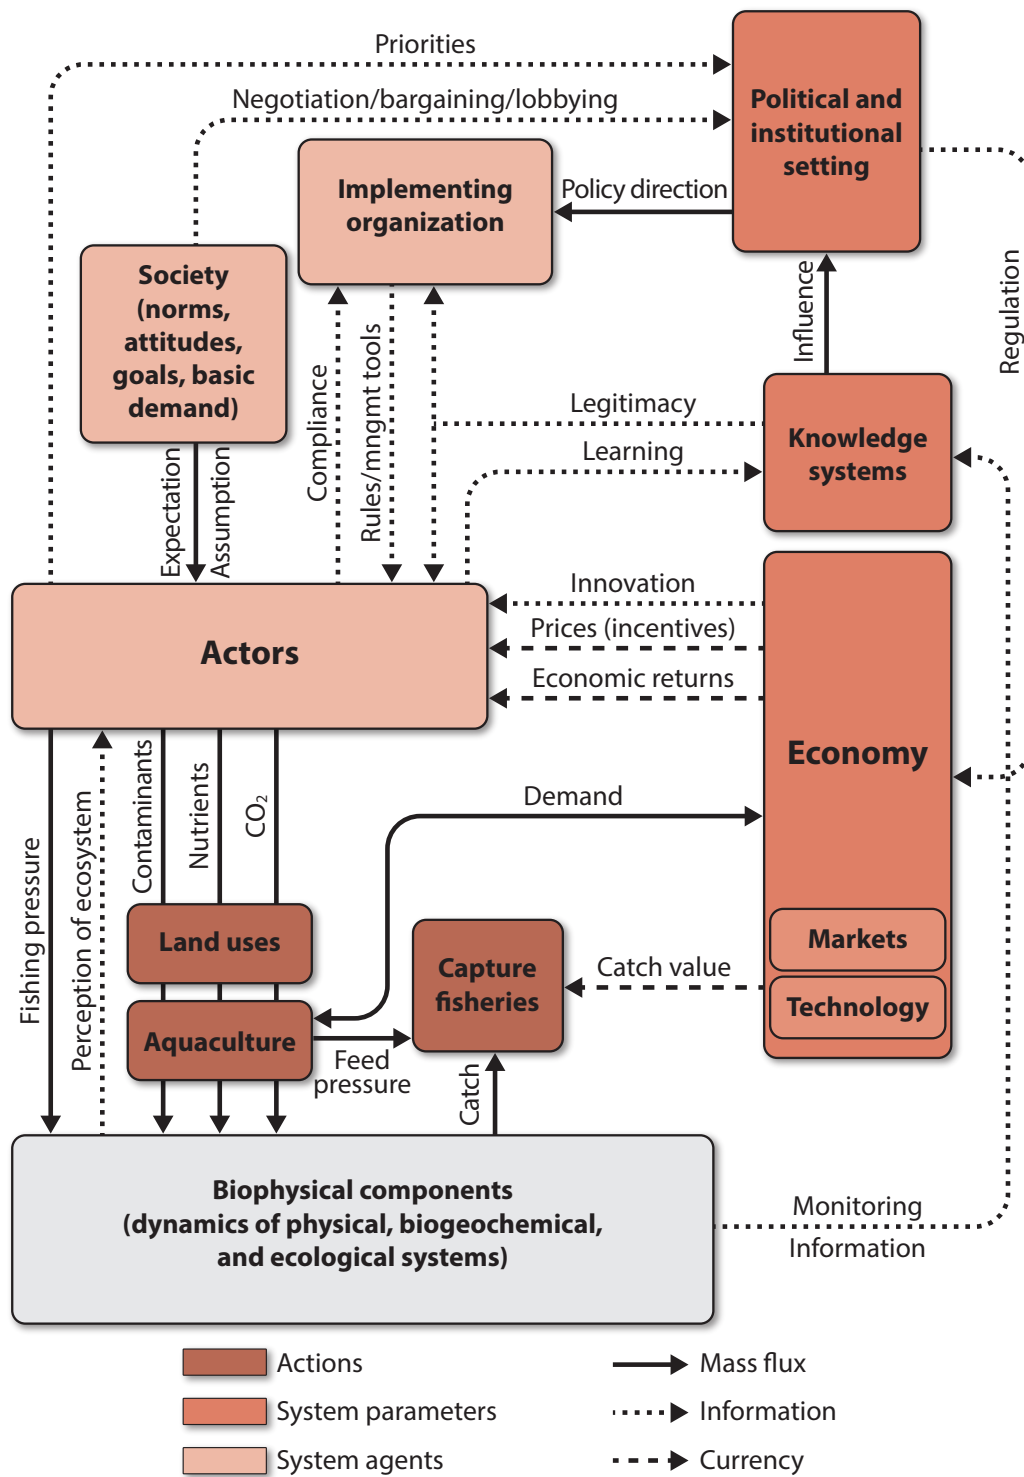 Priorities
Negotiation/bargaining/lobbying
Political and
institutional
setting
Implementing
organization
Policy direction
Society
(norms,
attitudes,
goals, basic
demand)
Influence
Regulation
Compliance
Rules/mngmt tools
Legitimacy
Learning
Knowledge
systems
Expectation
Assumption
Actors
Innovation
Prices (incentives)
Economic returns
Economy
Fishing pressure
Perception of ecosystem
Contaminants
Nutrients
CO₂
Demand
Land uses
Aquaculture
Feed
pressure
Capture
fisheries
Catch value
Markets
Technology
Catch
Biophysical components
(dynamics of physical, biogeochemical,
and ecological systems)
Monitoring
Information
Actions
System parameters
System agents
Mass flux
Information
Currency